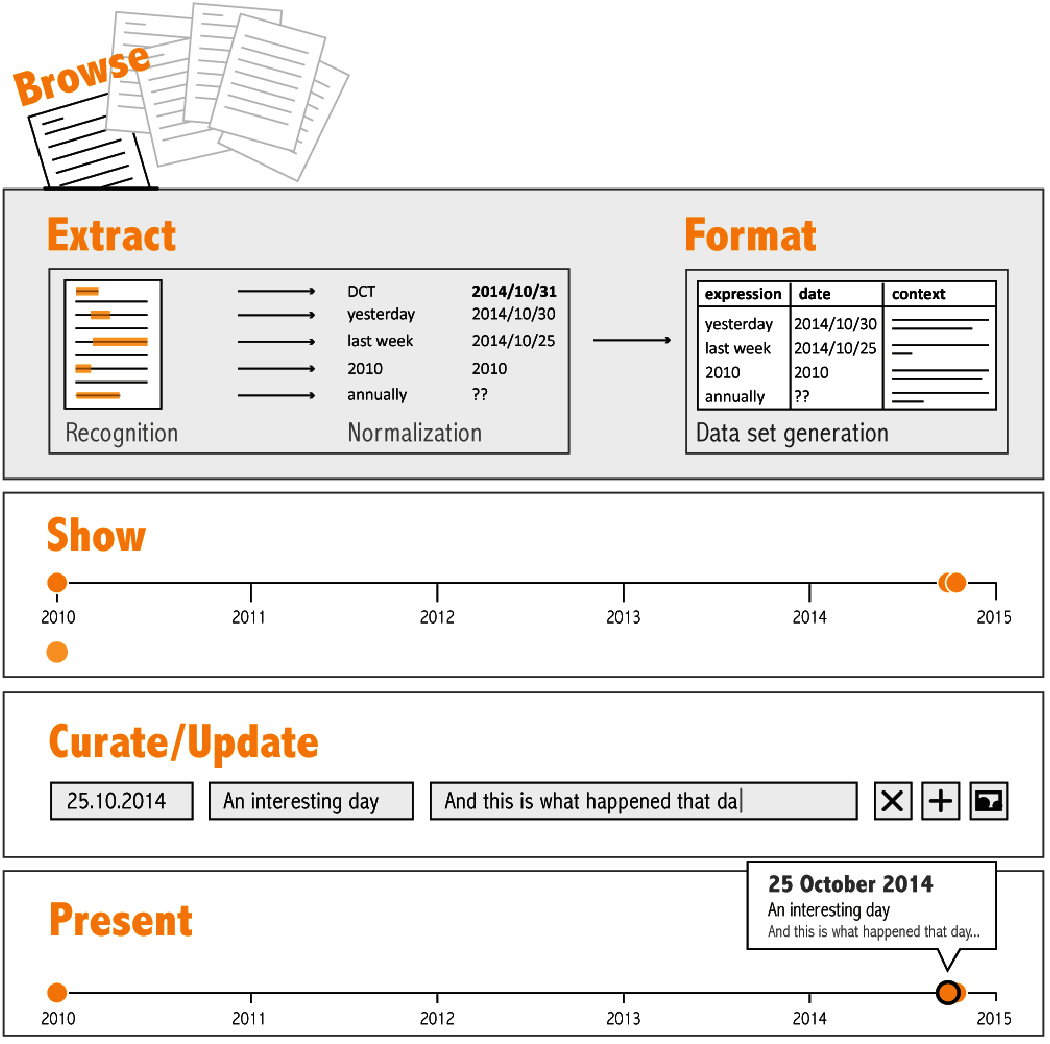 Browse
Extract
DCT 2014/10/31
yesterday 2014/10/30
last week 2014/10/25
2010 2010
annually ??
Recognition Normalization
Format
expression date context
yesterday 2014/10/30
last week 2014/10/25
2010 2010
annually ??
Data set generation
Show
2010 2011 2012 2013 2014 2015
Curate/Update
25.10.2014 An interesting day And this is what happened that da
Present
25 October 2014
An interesting day
And this is what happened that day...
2010 2011 2012 2013 2014 2015